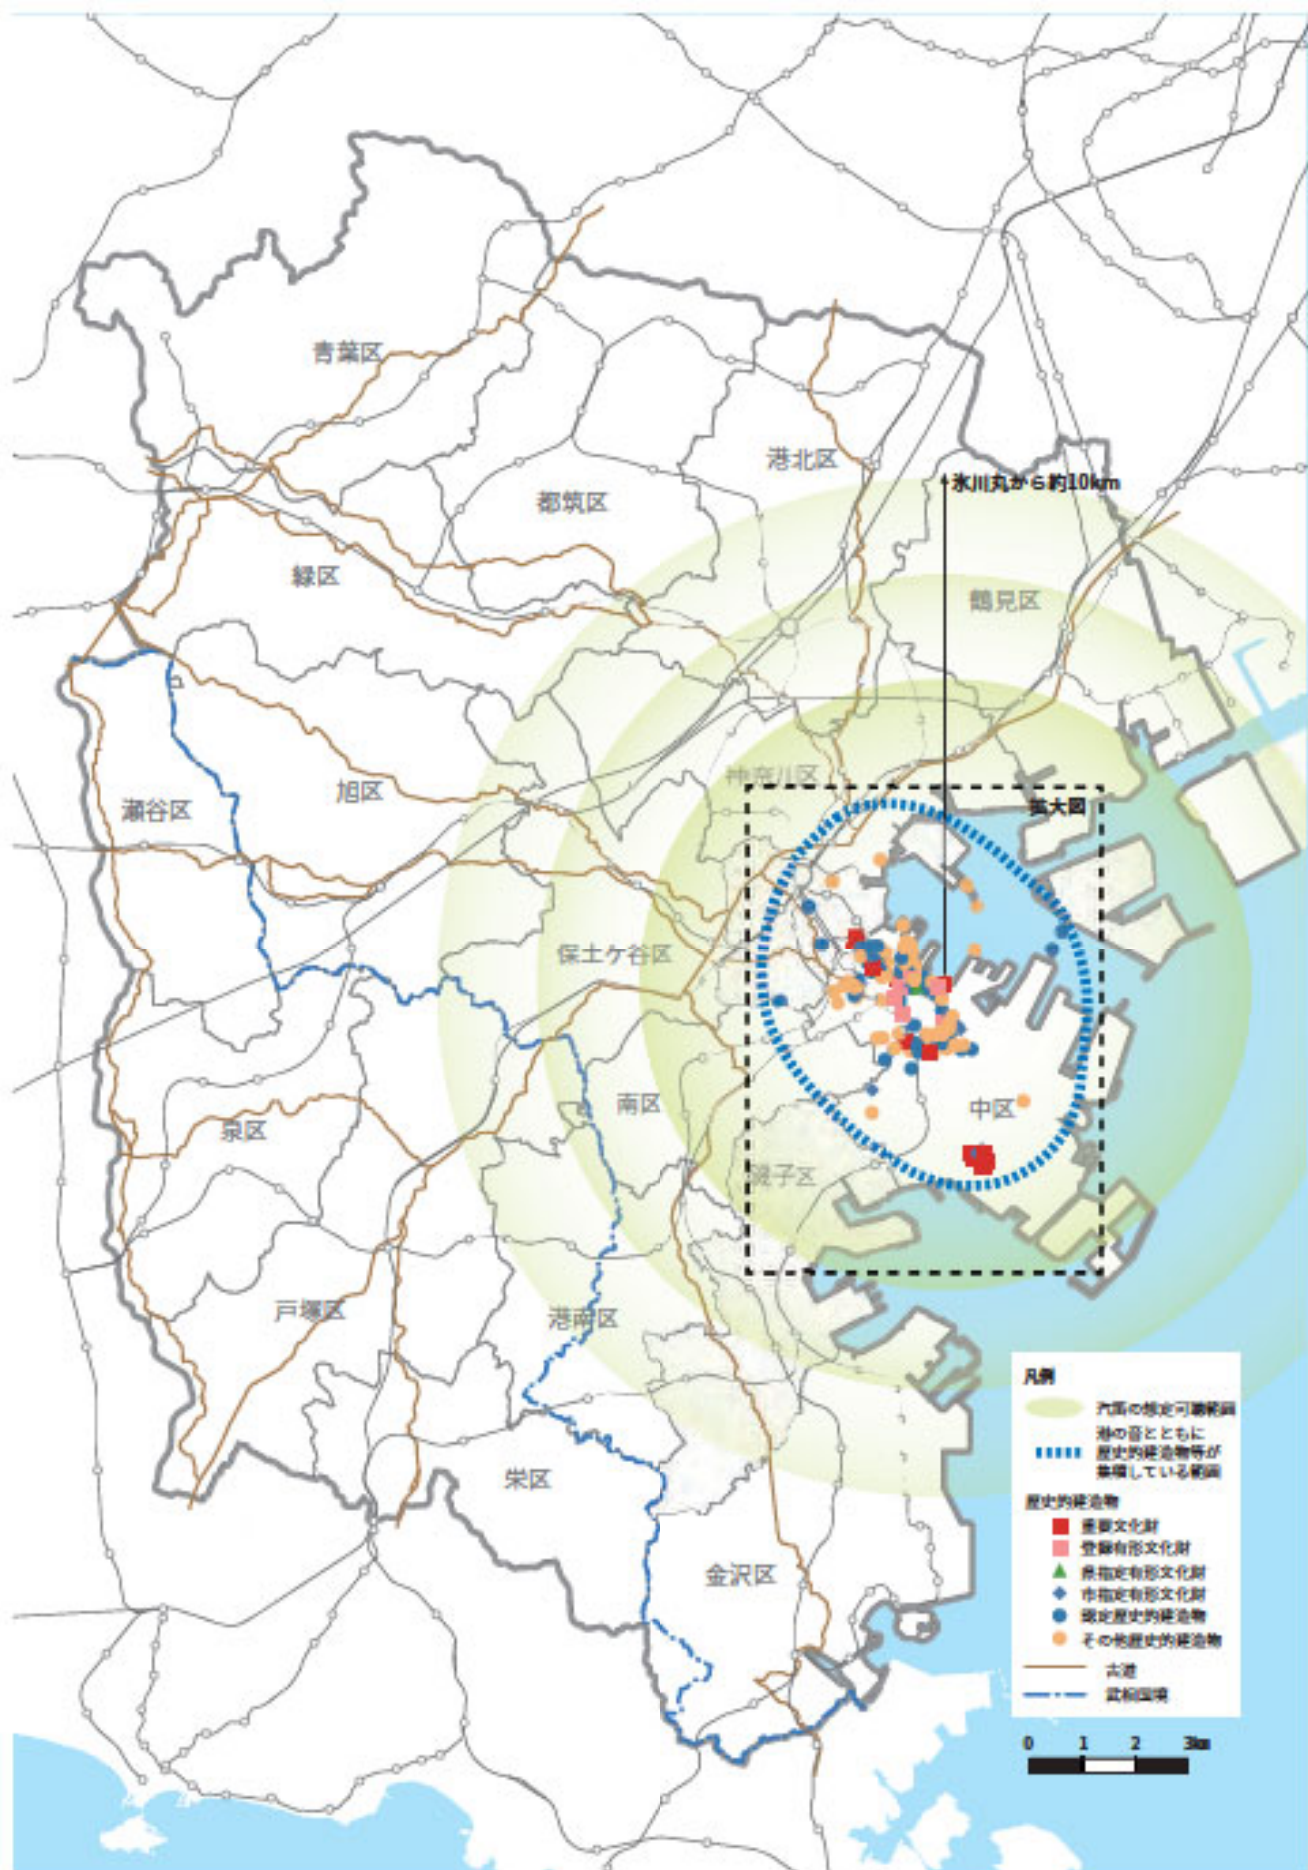 青葉区
港北区
氷川丸から約10km
都筑区
緑区
鶴見区
神奈川区
旭区
瀬谷区
拡大図
保土ケ谷区
南区
中区
泉区
磯子区
戸塚区
港南区
栄区
金沢区
凡例
汽笛の想定可聴範囲
港の音とともに
歴史的建造物等が
集積している範囲
歴史的建造物
重要文化財
登録有形文化財
県指定有形文化財
市指定有形文化財
認定歴史的建造物
その他歴史的建造物
古道
武相国境
0 1 2 3km